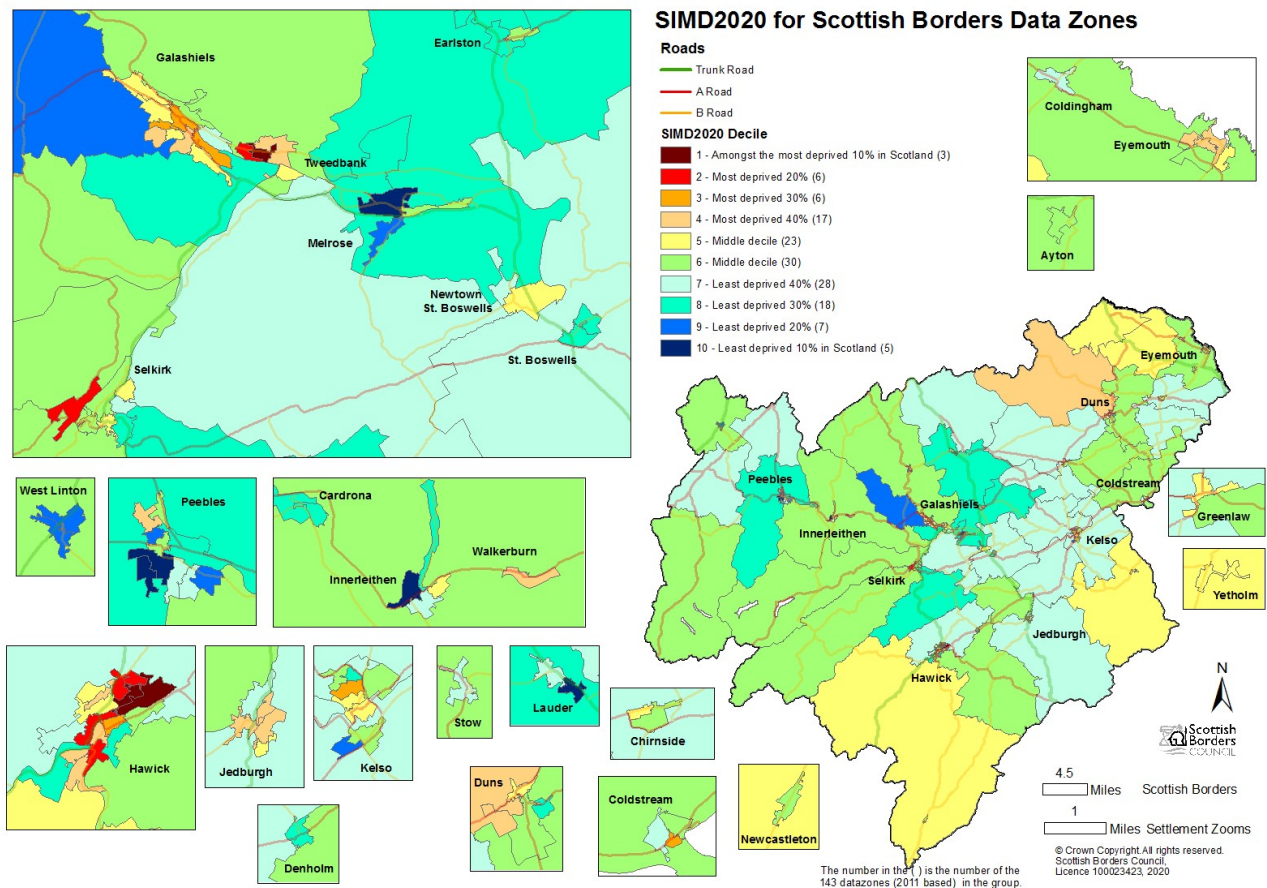 SIMD2020 for Scottish Borders Data Zones
Roads
Trunk Road
A Road
B Road
SIMD2020 Decile
1 - Amongst the most deprived 10% in Scotland (3)
2 - Most deprived 20% (6)
3 - Most deprived 30% (6)
4 - Most deprived 40% (17)
5 - Middle decile (23)
6 - Middle decile (30)
7 - Least deprived 40% (28)
8 - Least deprived 30% (18)
9 - Least deprived 20% (7)
10 - Least deprived 10% in Scotland (5)
Galashiels
Earlston
Tweedbank
Melrose
Newtown
St. Boswells
St. Boswells
Selkirk
Coldingham
Eyemouth
Ayton
West Linton
Peebles
Cardrona
Innerleithen
Walkerburn
Eyemouth
Duns
Peebles
Galashiels
Innerleithen
Coldstream
Kelso
Selkirk
Jedburgh
Hawick
Greenlaw
Yetholm
Hawick
Jedburgh
Kelso
Stow
Lauder
Chirnside
Denholm
Duns
Coldstream
Newcastleton
N
Scottish
Borders
COUNCIL
4.5
Miles Scottish Borders
1
Miles Settlement Zooms
© Crown Copyright.All rights reserved.
Scottish Borders Council,
Licence 100023423, 2020
The number in the ( ) is the number of the
143 datazones (2011 based) in the group.